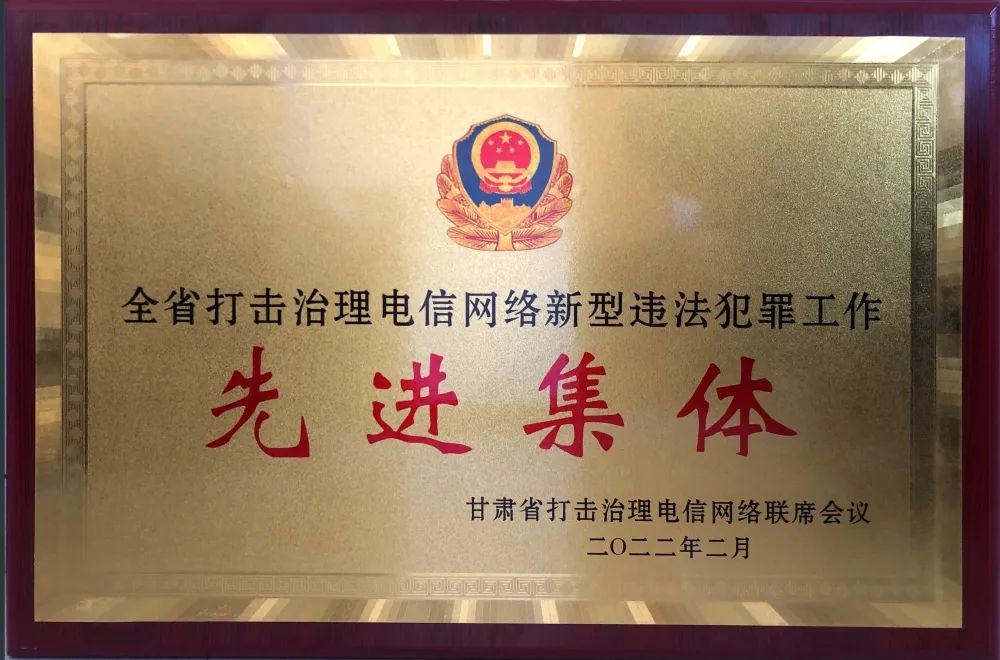 全省打击治理电信网络新型违法犯罪工作
先进集体
甘肃省打击治理电信网络联席会议
二〇二二年二月